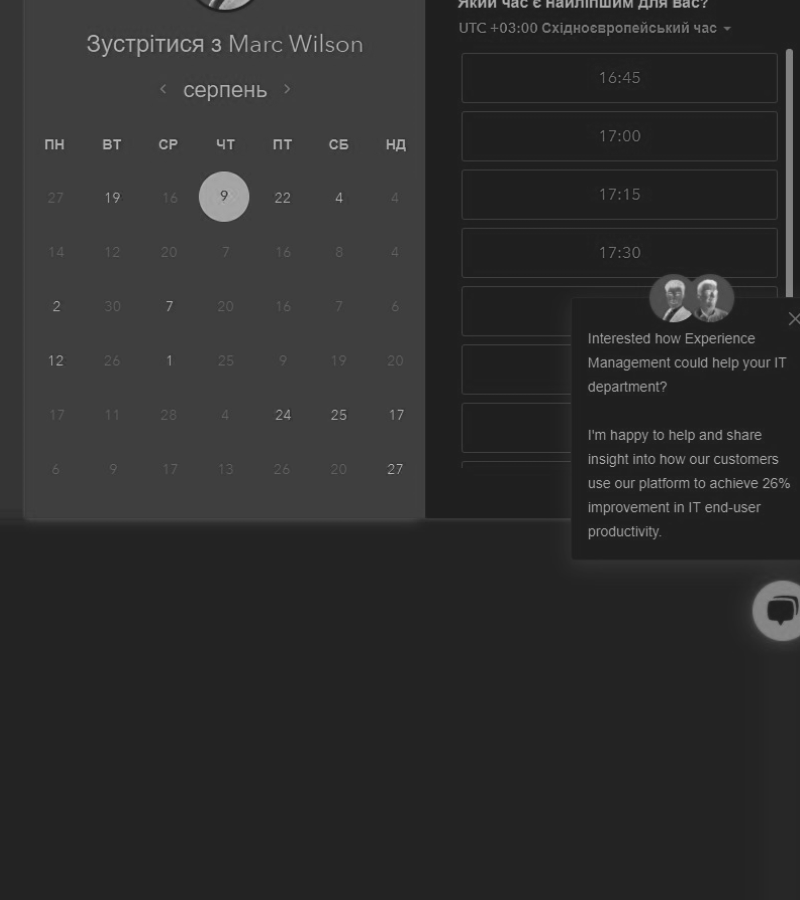 Зустрітися з Marc Wilson
серпень
ПН ВТ СР ЧТ ПТ СБ НД
27 19 16 9 22 4 4
14 12 20 7 16 8 4
2 30 7 20 16 7 6
12 26 1 25 9 19 20
17 11 28 4 24 25 17
6 9 17 13 26 20 27
Який час є найліпшим для вас?
UTC +03:00 Східноєвропейський час
16:45
17:00
17:15
17:30
Interested how Experience
Management could help your IT
department?
I'm happy to help and share
insight into how our customers
use our platform to achieve 26%
improvement in IT end-user
productivity.